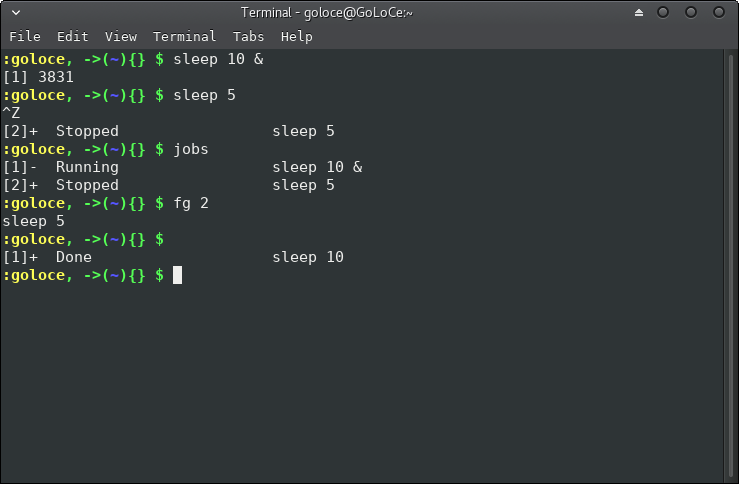 Terminal - goloce@GoLoCe:~
File Edit View Terminal Tabs Help
:goloce, ->(~){} $ sleep 10 &
[1] 3831
:goloce, ->(~){} $ sleep 5
^Z
[2]+  Stopped                 sleep 5
:goloce, ->(~){} $ jobs
[1]-  Running                 sleep 10 &
[2]+  Stopped                 sleep 5
:goloce, ->(~){} $ fg 2
sleep 5
:goloce, ->(~){} $
[1]+  Done                    sleep 10
:goloce, ->(~){} $